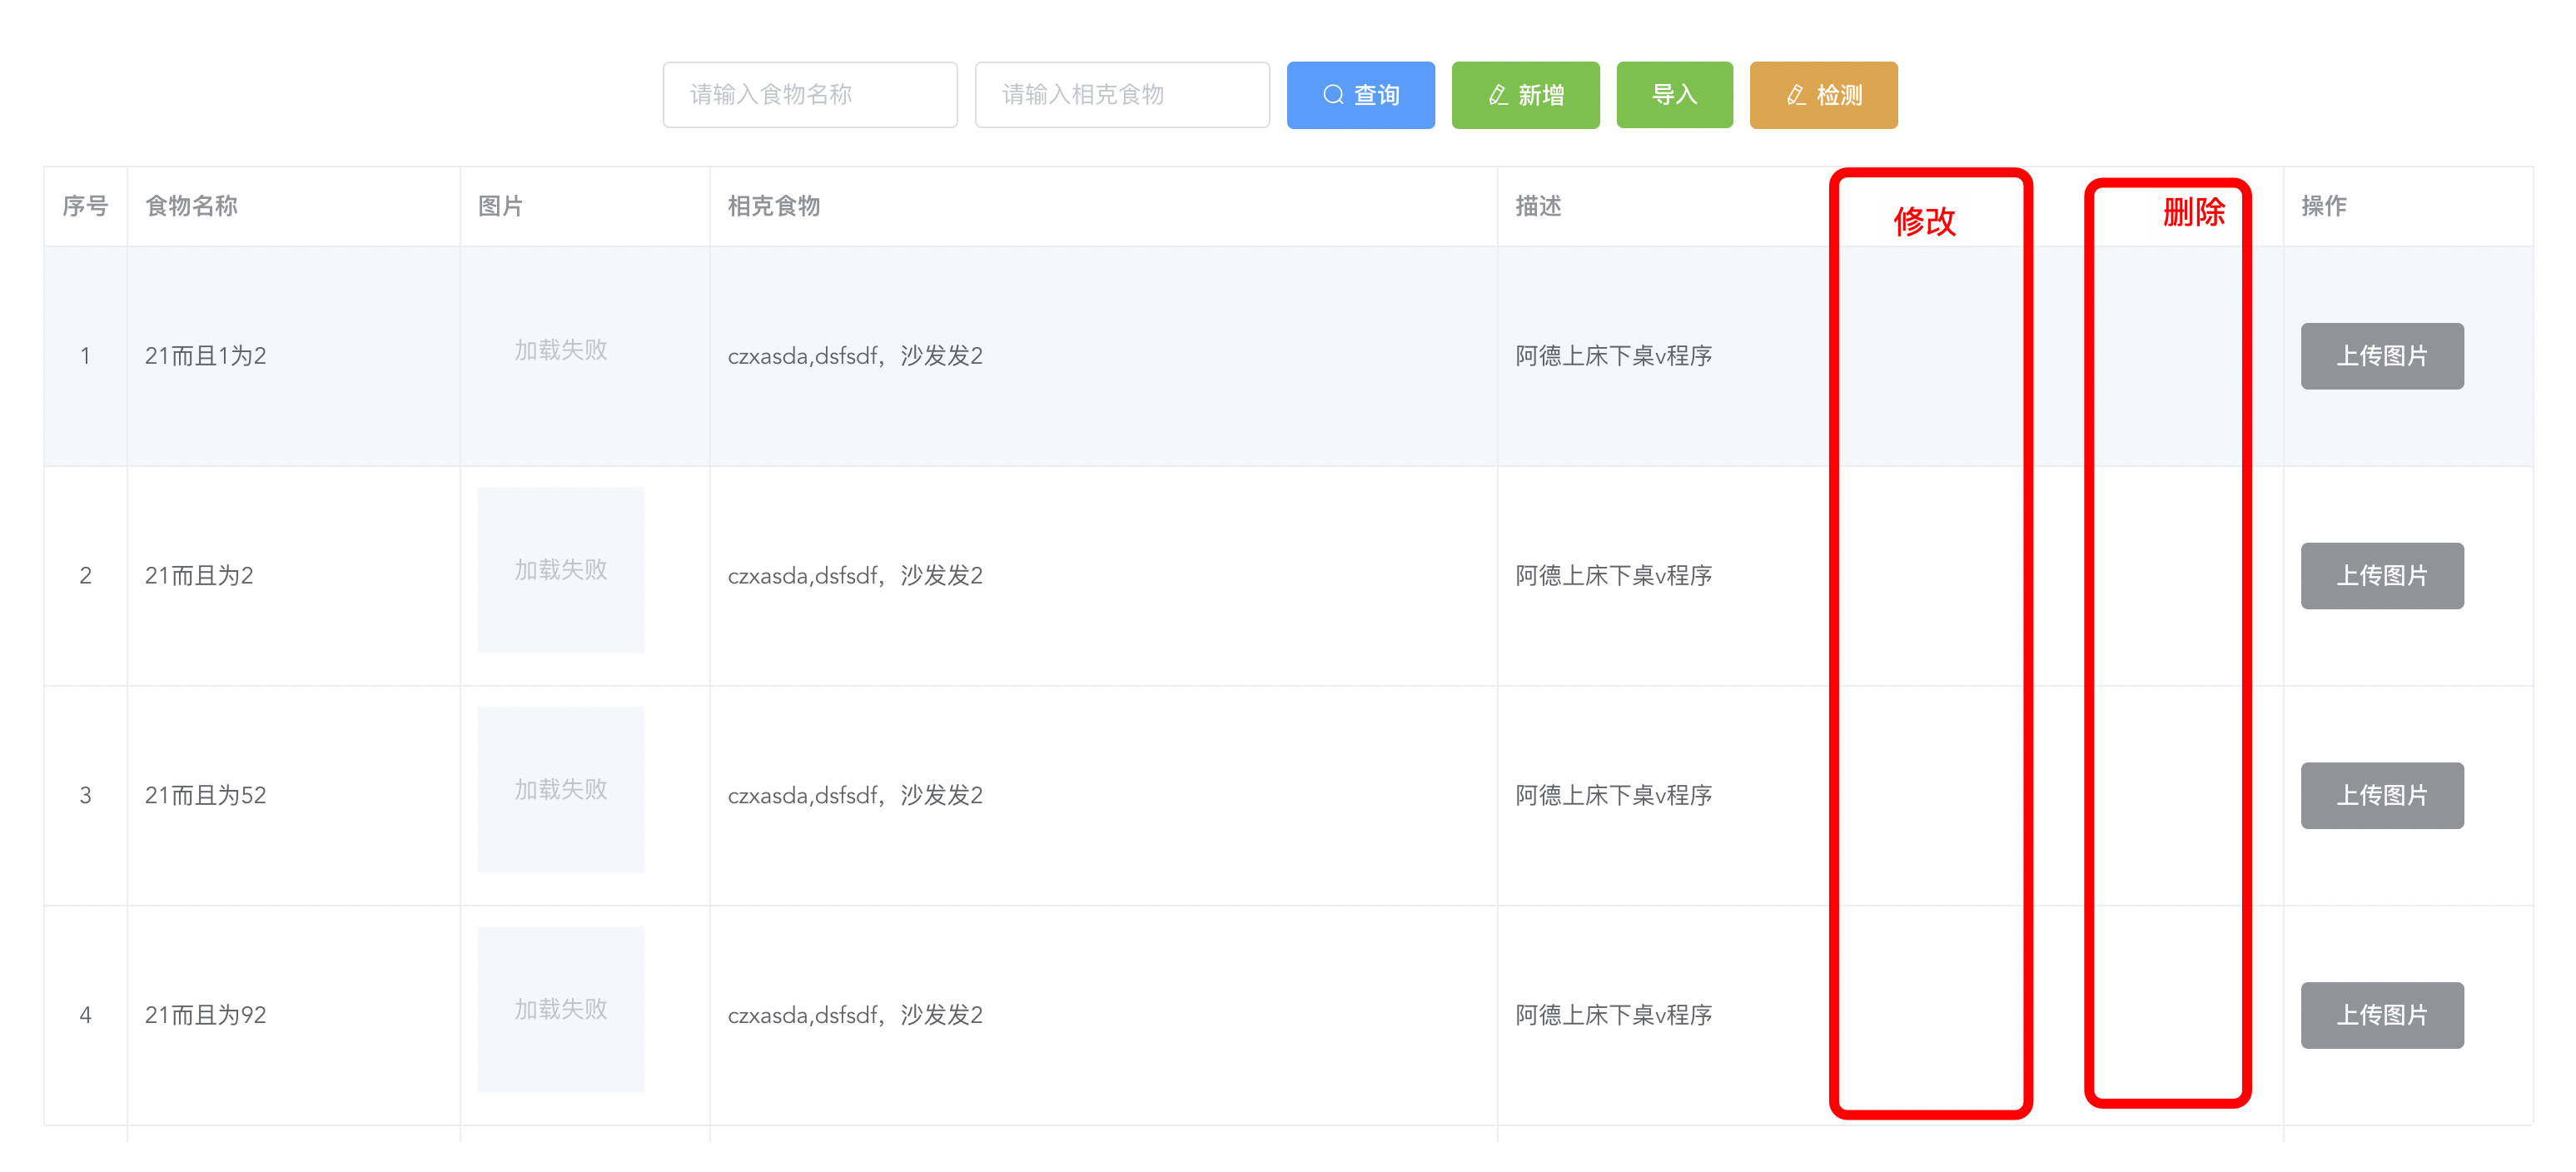 请输入食物名称 请输入相克食物 查询 新增 导入 检测
序号 食物名称 图片 相克食物 描述 修改 删除 操作
1 21而且1为2 加载失败 czxasda,dsfsdf，沙发发2 阿德上床下桌v程序 上传图片
2 21而且为2 加载失败 czxasda,dsfsdf，沙发发2 阿德上床下桌v程序 上传图片
3 21而且为52 加载失败 czxasda,dsfsdf，沙发发2 阿德上床下桌v程序 上传图片
4 21而且为92 加载失败 czxasda,dsfsdf，沙发发2 阿德上床下桌v程序 上传图片